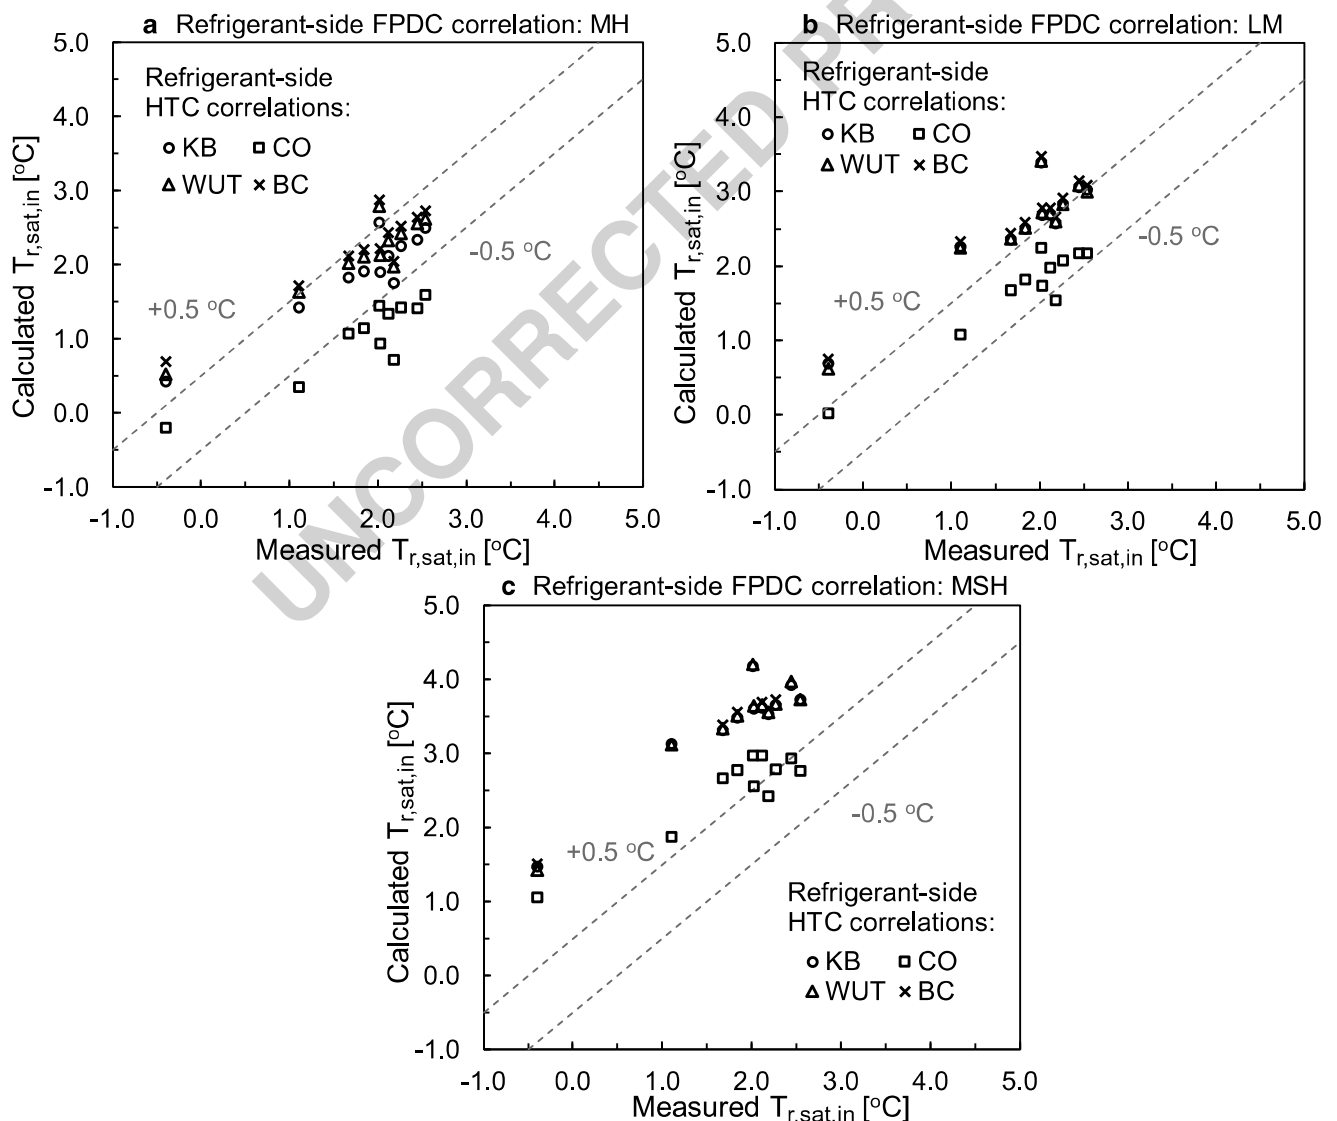 a Refrigerant-side FPDC correlation: MH
5.0
4.0
3.0
2.0
1.0
0.0
-1.0
Calculated T_r,sat,in [°C]
Refrigerant-side
HTC correlations:
KB CO
WUT BC
+0.5 °C
-0.5 °C
-1.0 0.0 1.0 2.0 3.0 4.0 5.0
Measured T_r,sat,in [°C]
b Refrigerant-side FPDC correlation: LM
5.0
4.0
3.0
2.0
1.0
0.0
-1.0
Calculated T_r,sat,in [°C]
Refrigerant-side
HTC correlations:
KB CO
WUT BC
+0.5 °C
-0.5 °C
-1.0 0.0 1.0 2.0 3.0 4.0 5.0
Measured T_r,sat,in [°C]
c Refrigerant-side FPDC correlation: MSH
5.0
4.0
3.0
2.0
1.0
0.0
-1.0
Calculated T_r,sat,in [°C]
+0.5 °C
-0.5 °C
Refrigerant-side
HTC correlations:
KB CO
WUT BC
-1.0 0.0 1.0 2.0 3.0 4.0 5.0
Measured T_r,sat,in [°C]
UNCORRECTED PR